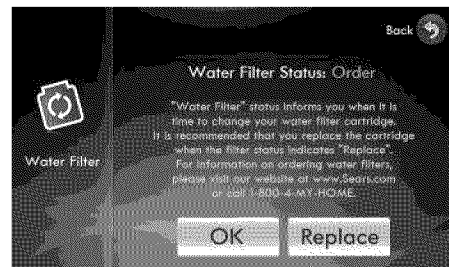 Back
Water Filter Status: Order
"Water Filter" status informs you when it is
time to change your water filter cartridge.
It is recommended that you replace the cartridge
when the filter status indicates "Replace".
For information on ordering water filters,
please visit our website at www.Sears.com
or call 1-800-4-MY-HOME.
Water Filter
OK
Replace